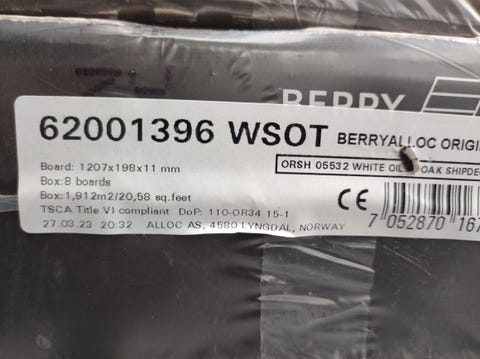 BERRY
62001396 WSOT BERRYALLOC ORIGIN
Board: 1207x198x11 mm
ORSH 05532 WHITE OIL OAK SHIPDE
Box: 8 boards
Box: 1,912m2/20,58 sq.feet
TSCA Title VI compliant DoP: 110-OR34.15-1
CE
27.03.23 20:32 ALLOC AS, 4580 LYNGDAL, NORWAY
7 052870 167